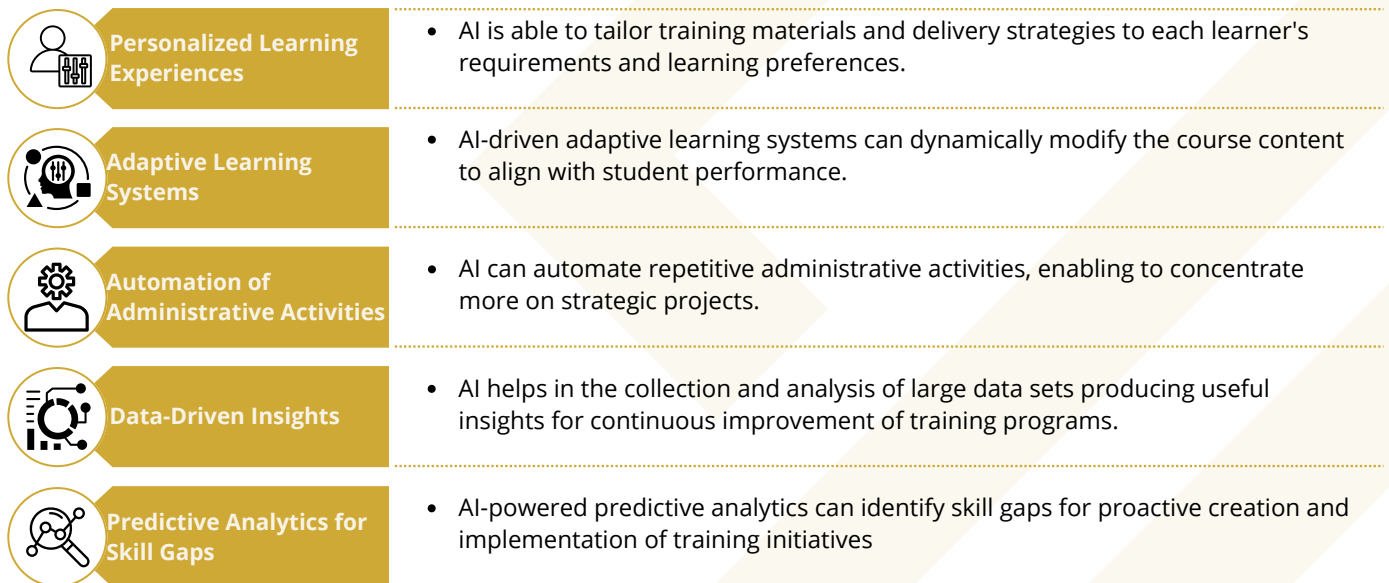 Personalized Learning
Experiences
• AI is able to tailor training materials and delivery strategies to each learner's
requirements and learning preferences.
Adaptive Learning
Systems
• AI-driven adaptive learning systems can dynamically modify the course content
to align with student performance.
Automation of
Administrative Activities
• AI can automate repetitive administrative activities, enabling to concentrate
more on strategic projects.
Data-Driven Insights
• AI helps in the collection and analysis of large data sets producing useful
insights for continuous improvement of training programs.
Predictive Analytics for
Skill Gaps
• AI-powered predictive analytics can identify skill gaps for proactive creation and
implementation of training initiatives